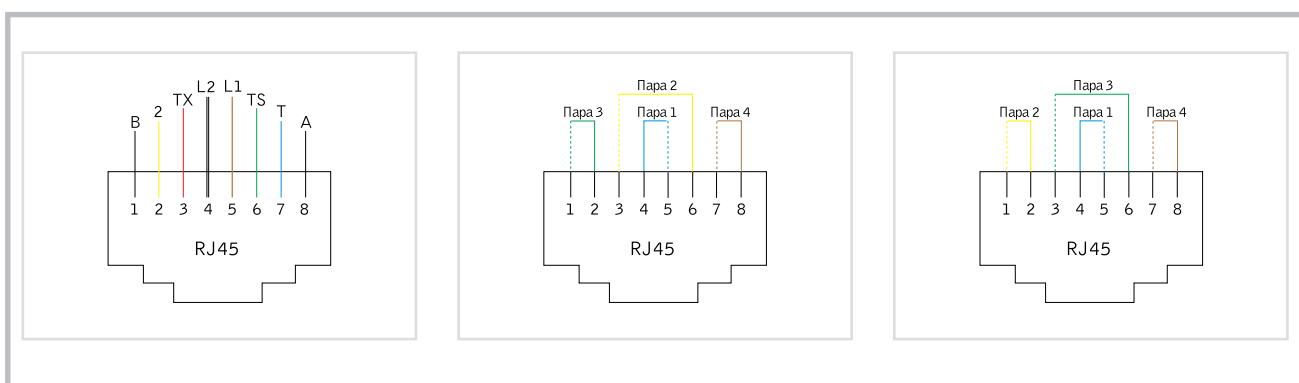 B 2 TX L2 L1 TS T A
1 2 3 4 5 6 7 8
RJ45
Пара 2
Пара 3 Пара 1 Пара 4
1 2 3 4 5 6 7 8
RJ45
Пара 3
Пара 2 Пара 1 Пара 4
1 2 3 4 5 6 7 8
RJ45